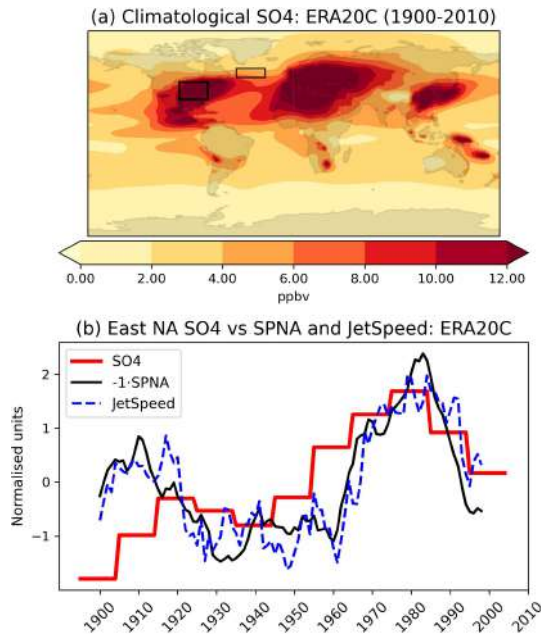 (a) Climatological SO4: ERA20C (1900-2010)
0.00 2.00 4.00 6.00 8.00 10.00 12.00
ppbv
(b) East NA SO4 vs SPNA and JetSpeed: ERA20C
SO4
-1·SPNA
JetSpeed
Normalised units
2
1
0
−1
1900 1910 1920 1930 1940 1950 1960 1970 1980 1990 2000 2010